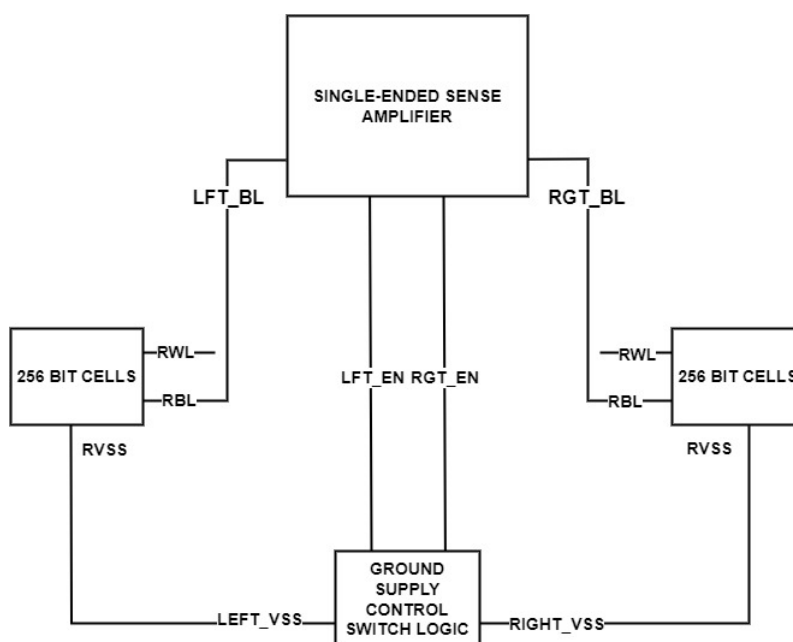 SINGLE-ENDED SENSE
AMPLIFIER
LFT_BL
RGT_BL
RWL
RWL
256 BIT CELLS
256 BIT CELLS
LFT_EN
RGT_EN
RBL
RBL
RVSS
RVSS
GROUND
SUPPLY
CONTROL
SWITCH LOGIC
LEFT_VSS
RIGHT_VSS